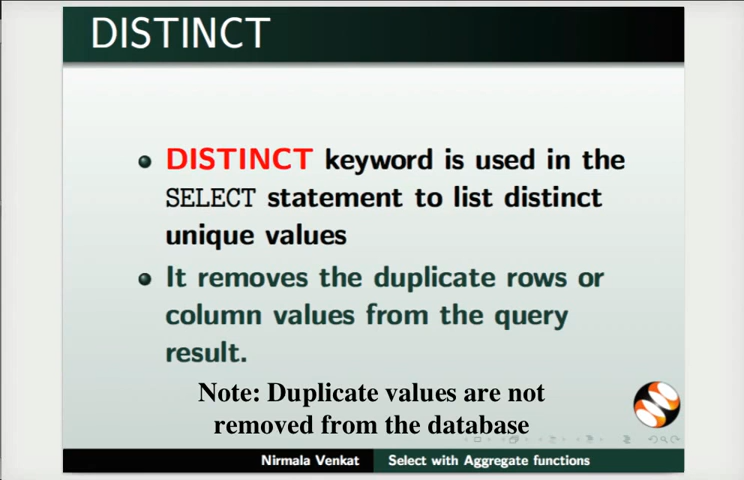 DISTINCT
DISTINCT keyword is used in the
SELECT statement to list distinct
unique values
It removes the duplicate rows or
column values from the query
result.
Note: Duplicate values are not
removed from the database
Nirmala Venkat
Select with Aggregate functions